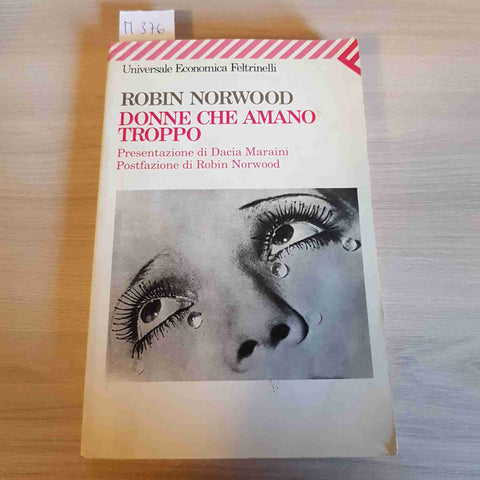 M 376
Universale Economica Feltrinelli
ROBIN NORWOOD
DONNE CHE AMANO
TROPPO
Presentazione di Dacia Maraini
Postfazione di Robin Norwood